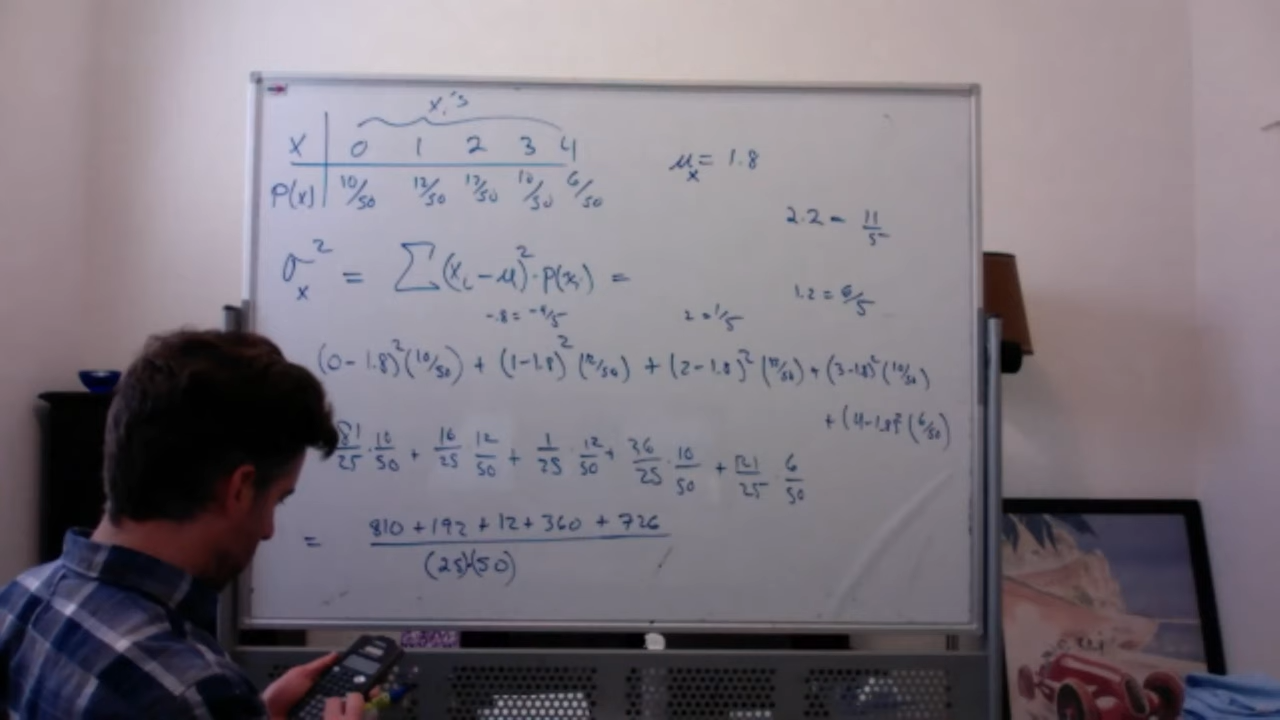 xᵢ's
X | 0 1 2 3 4
P(x) | 10/50 12/50 12/50 10/50 6/50
μₓ = 1.8
2.2 = 11/5
σₓ² = ∑(xᵢ - μ)² · P(xᵢ) =
1.2 = 6/5
-.8 = -4/5 .2 = 1/5
(0 - 1.8)² (10/50) + (1 - 1.8)² (12/50) + (2 - 1.8)² (12/50) + (3 - 1.8)² (10/50)
+ (4 - 1.8)² (6/50)
81/25 · 10/50 + 16/25 · 12/50 + 1/25 · 12/50 + 36/25 · 10/50 + 121/25 · 6/50
= 810 + 192 + 12 + 360 + 726 / (25)·(50)